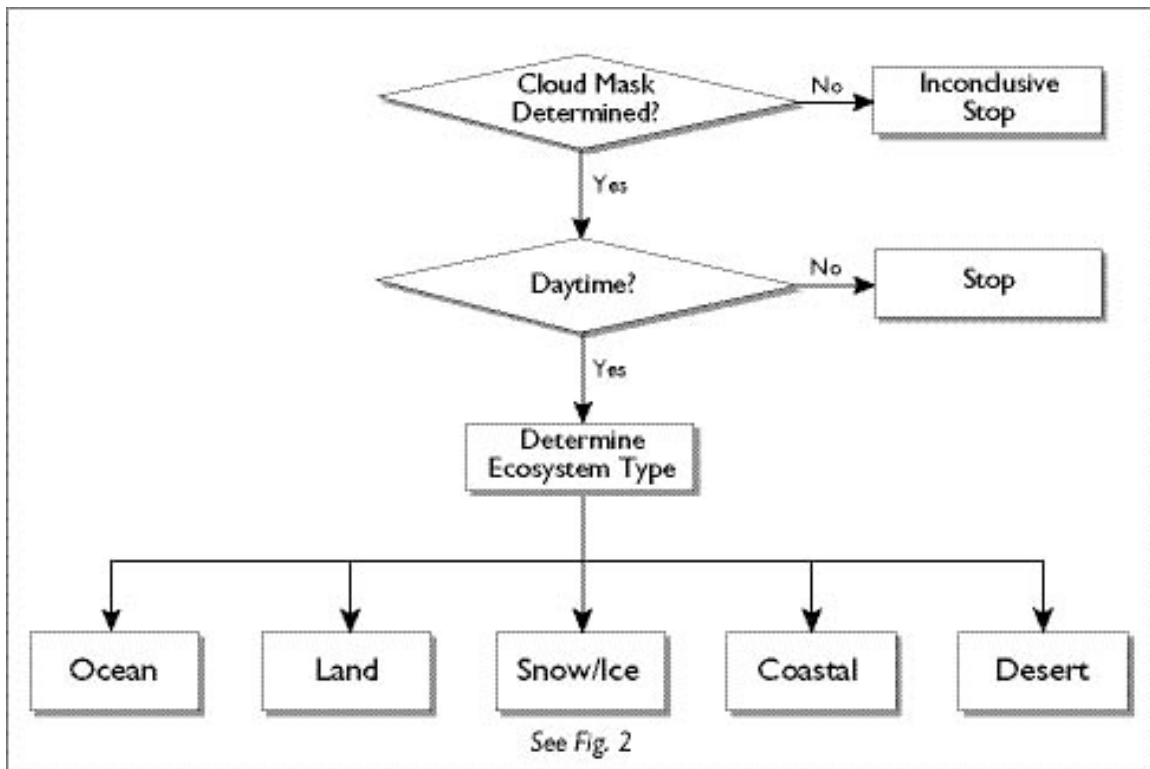 Cloud Mask
Determined?
No
Inconclusive
Stop
Yes
Daytime?
No
Stop
Yes
Determine
Ecosystem Type
Ocean
Land
Snow/Ice
Coastal
Desert
See Fig. 2